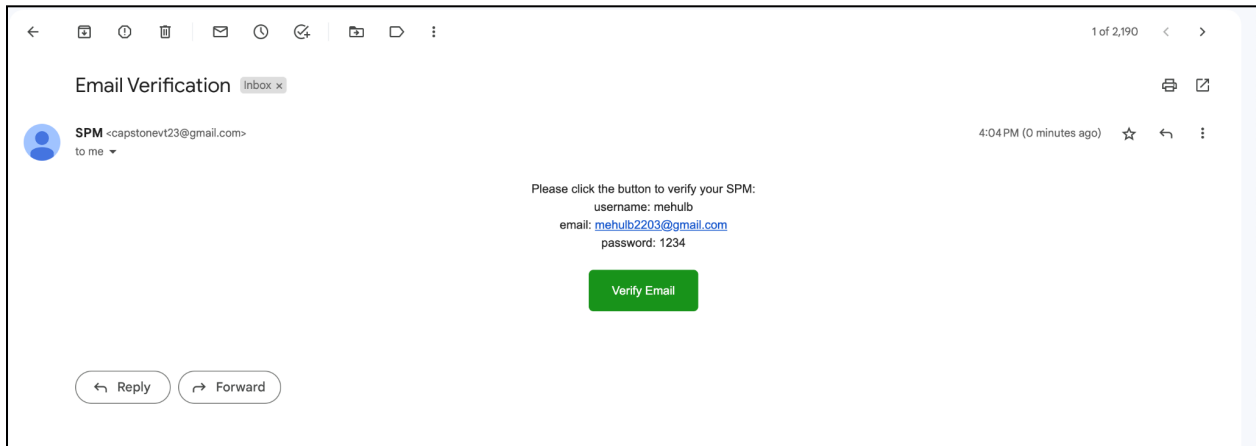 1 of 2,190
Email Verification Inbox x
SPM <capstonevt23@gmail.com> 4:04 PM (0 minutes ago)
to me
Please click the button to verify your SPM:
username: mehulb
email: mehulb2203@gmail.com
password: 1234
Verify Email
Reply Forward